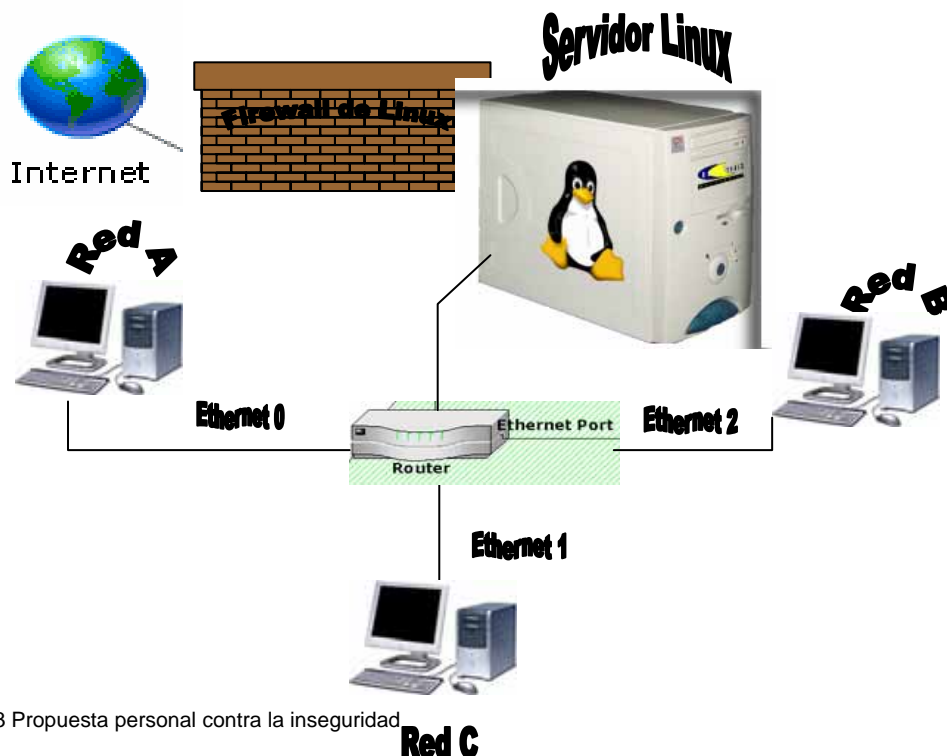 Servidor Linux
Firewall de Linux
Internet
Red A
Red B
Ethernet 0
Ethernet Port
Ethernet 2
Router
Ethernet 1
3 Propuesta personal contra la inseguridad
Red C